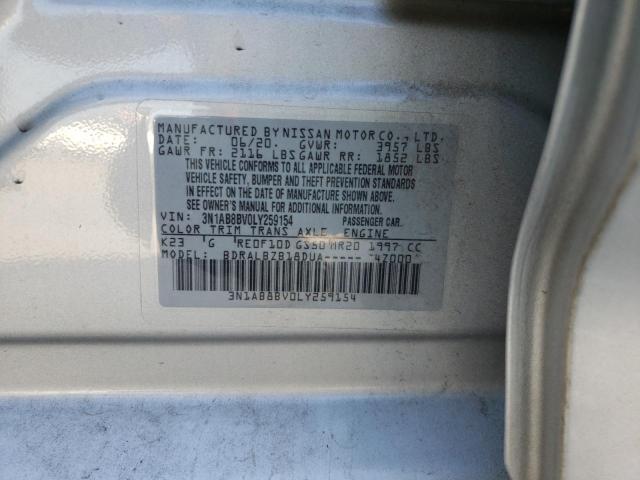 MANUFACTURED BY NISSAN MOTOR CO., LTD.
DATE: 06/20 GVWR: 3957 LBS
GAWR FR: 2116 LBS GAWR RR: 1852 LBS
THIS VEHICLE CONFORMS TO ALL APPLICABLE FEDERAL MOTOR
VEHICLE SAFETY, BUMPER AND THEFT PREVENTION STANDARDS
IN EFFECT ON THE DATE OF MANUFACTURE SHOWN ABOVE.
SEE OWNER'S MANUAL FOR MORE INFORMATION.
VIN: 3N1AB8BV0LY259154 PASSENGER CAR
COLOR TRIM TRANS AXLE ENGINE
K23 G RE0F10D GS50 MR20 1997 CC
MODEL: BDRALBZB18DUA----- 4Z000
3N1AB8BV0LY259154